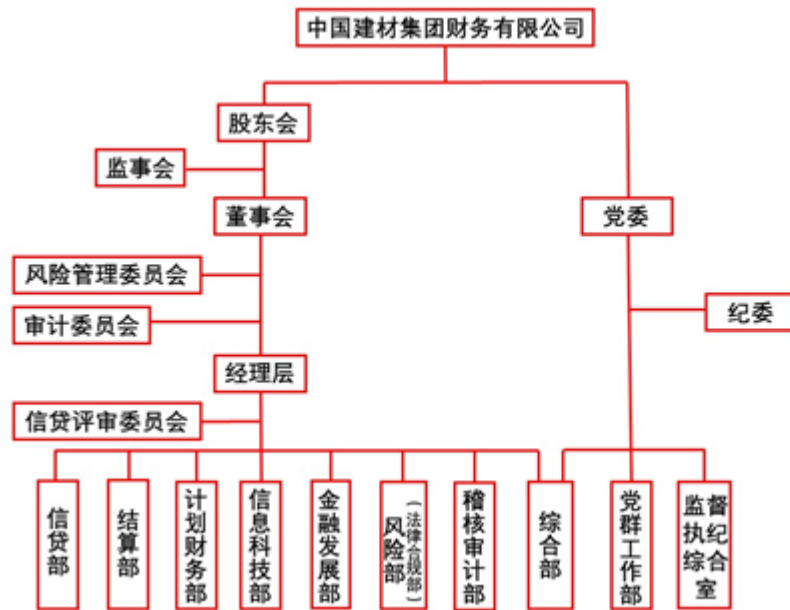 中国建材集团财务有限公司
股东会
监事会
董事会
党委
风险管理委员会
审计委员会
纪委
经理层
信贷评审委员会
信贷部
结算部
计划财务部
信息科技部
金融发展部
风险部
（法律合规部）
稽核审计部
综合部
党群工作部
监督
执纪
综合
室